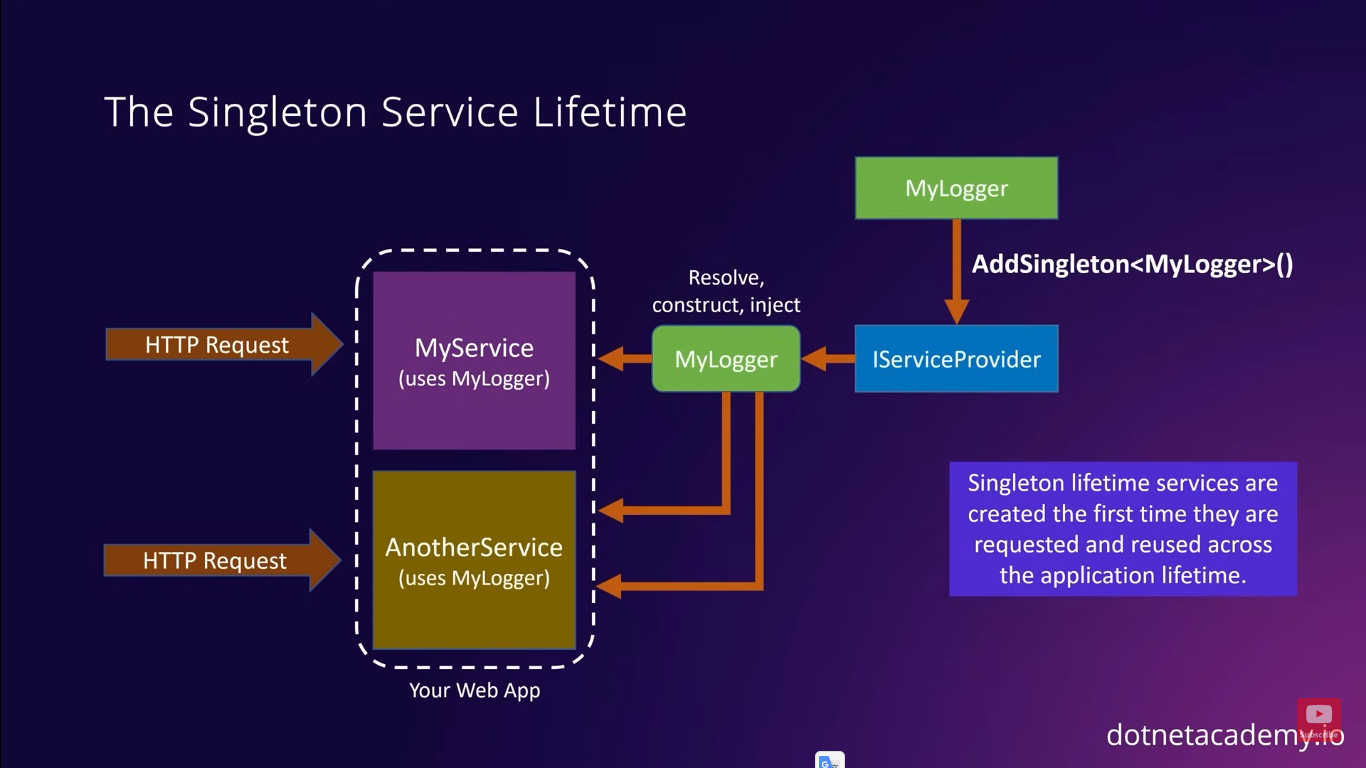 The Singleton Service Lifetime
MyLogger
AddSingleton<MyLogger>()
Resolve,
construct, inject
HTTP Request
MyService
(uses MyLogger)
MyLogger
IServiceProvider
Singleton lifetime services are
created the first time they are
requested and reused across
the application lifetime.
HTTP Request
AnotherService
(uses MyLogger)
Your Web App
Subscribe
dotnetacademy.io
G